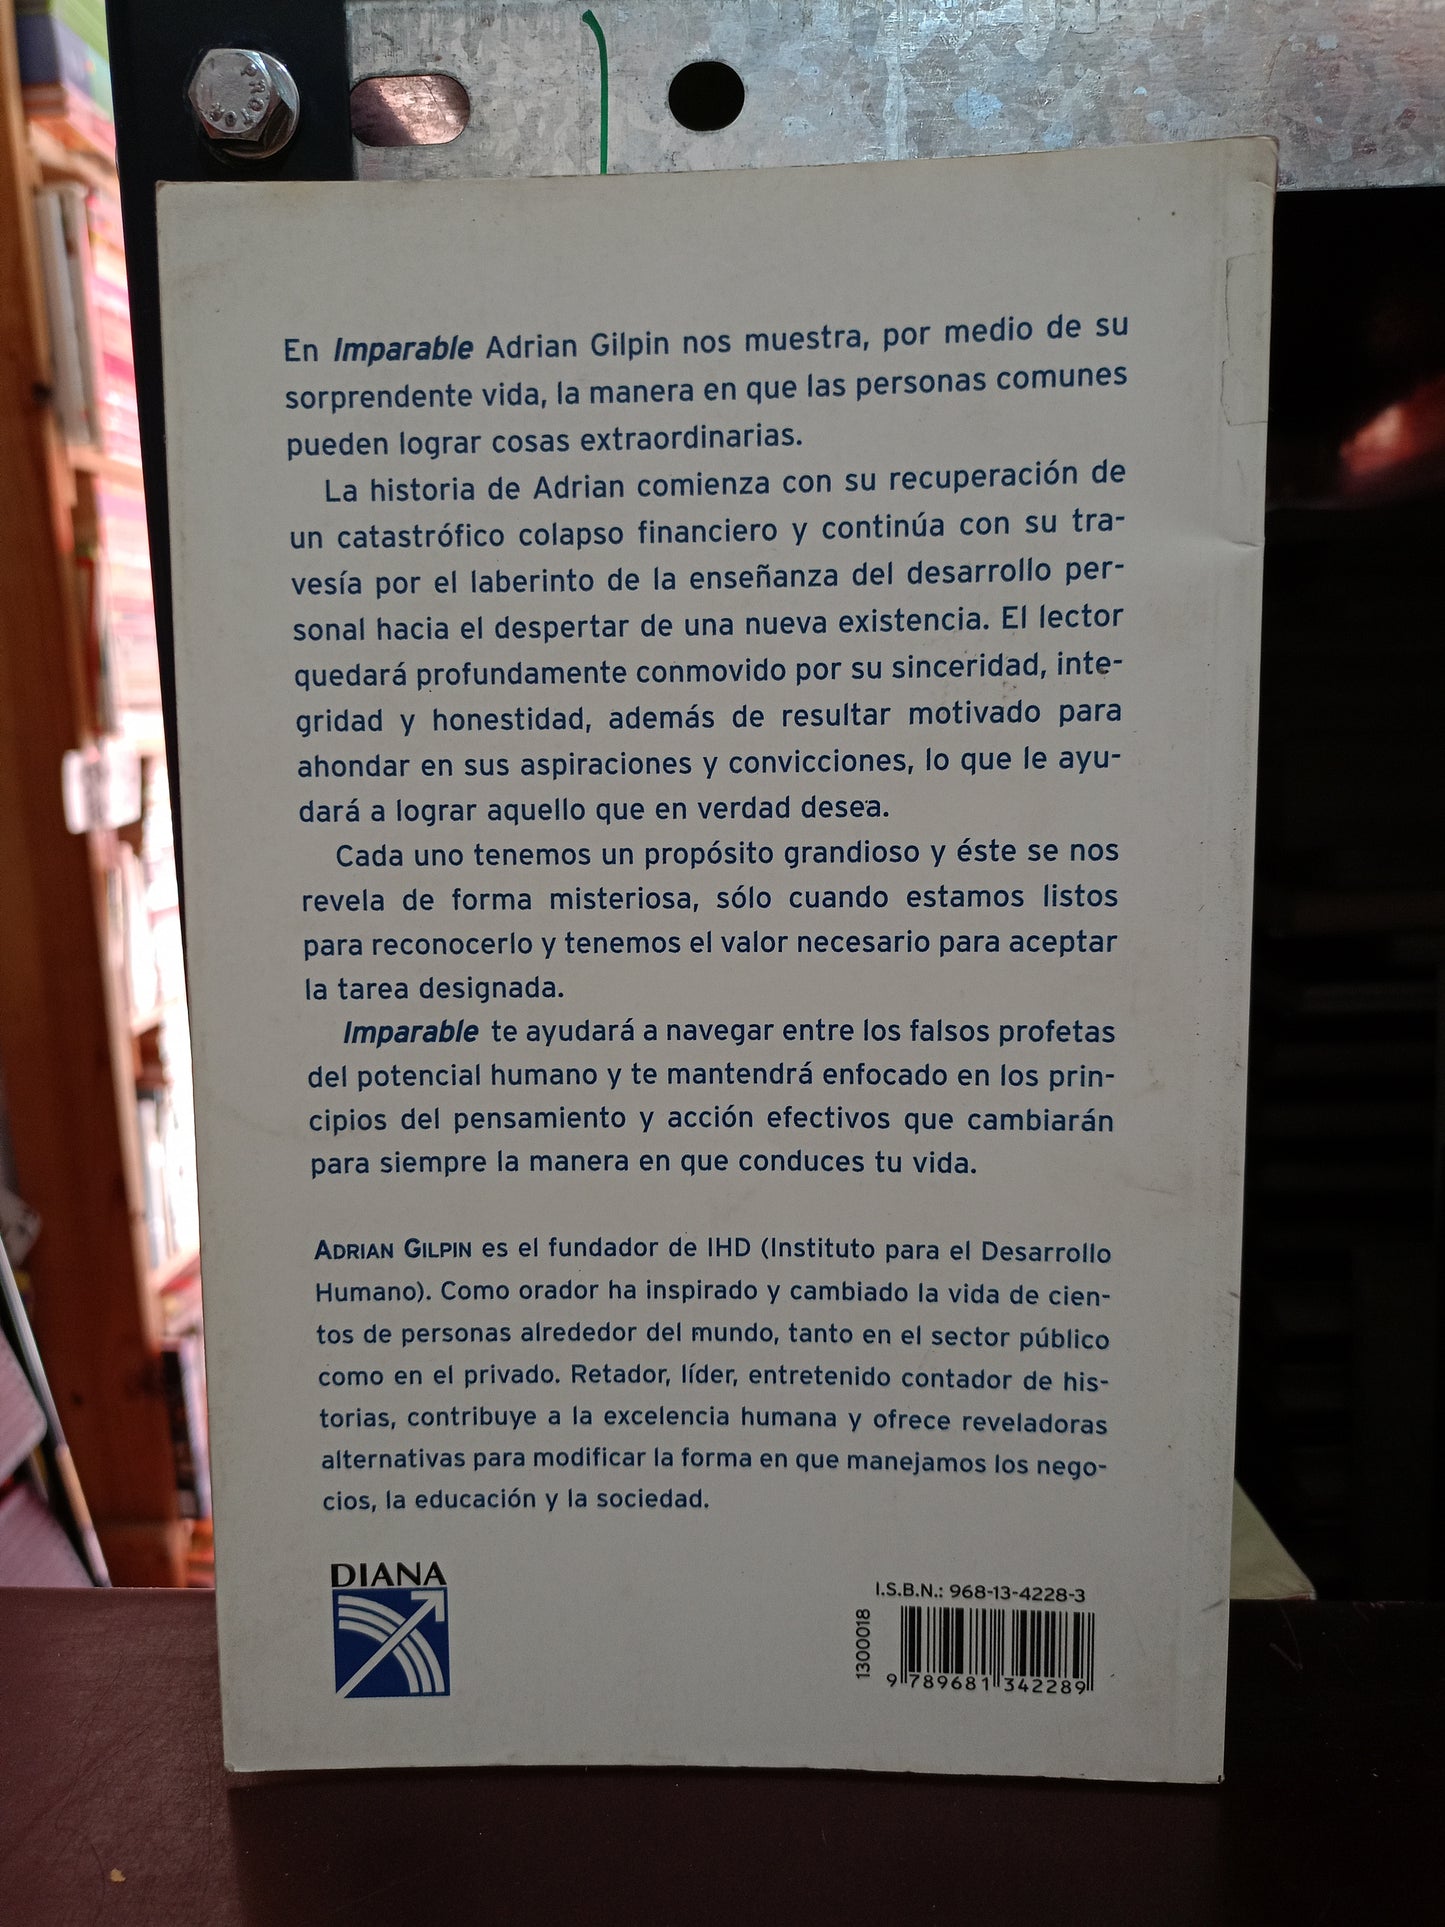 PROTOR
En Imparable Adrian Gilpin nos muestra, por medio de su
sorprendente vida, la manera en que las personas comunes
pueden lograr cosas extraordinarias.
La historia de Adrian comienza con su recuperación de
un catastrófico colapso financiero y continúa con su tra-
vesía por el laberinto de la enseñanza del desarrollo per-
sonal hacia el despertar de una nueva existencia. El lector
quedará profundamente conmovido por su sinceridad, inte-
gridad y honestidad, además de resultar motivado para
ahondar en sus aspiraciones y convicciones, lo que le ayu-
dará a lograr aquello que en verdad desea.
Cada uno tenemos un propósito grandioso y éste se nos
revela de forma misteriosa, sólo cuando estamos listos
para reconocerlo y tenemos el valor necesario para aceptar
la tarea designada.
Imparable te ayudará a navegar entre los falsos profetas
del potencial humano y te mantendrá enfocado en los prin-
cipios del pensamiento y acción efectivos que cambiarán
para siempre la manera en que conduces tu vida.
ADRIAN GILPIN es el fundador de IHD (Instituto para el Desarrollo
Humano). Como orador ha inspirado y cambiado la vida de cien-
tos de personas alrededor del mundo, tanto en el sector público
como en el privado. Retador, líder, entretenido contador de his-
torias, contribuye a la excelencia humana y ofrece reveladoras
alternativas para modificar la forma en que manejamos los nego-
cios, la educación y la sociedad.
DIANA
I.S.B.N.: 968-13-4228-3
1300018
9 789681 342289